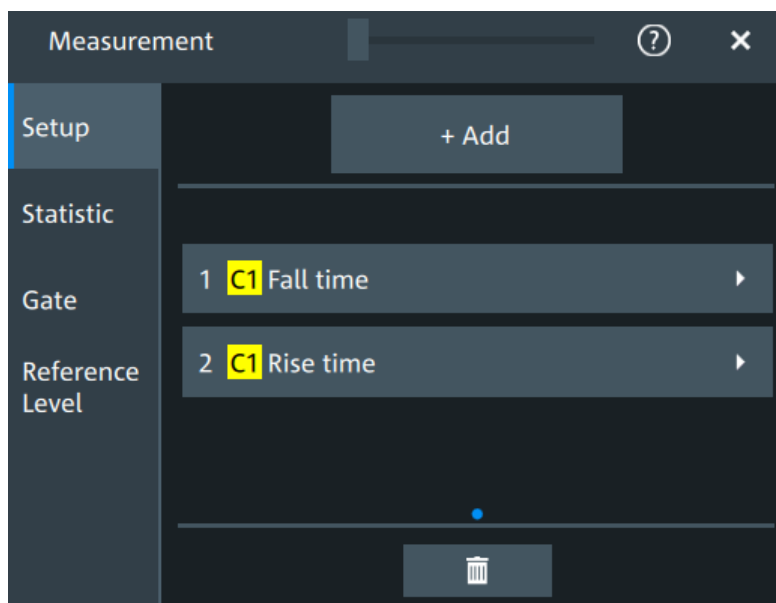 Measurement
?
×
Setup
+ Add
Statistic
1 C1 Fall time
Gate
2 C1 Rise time
Reference
Level